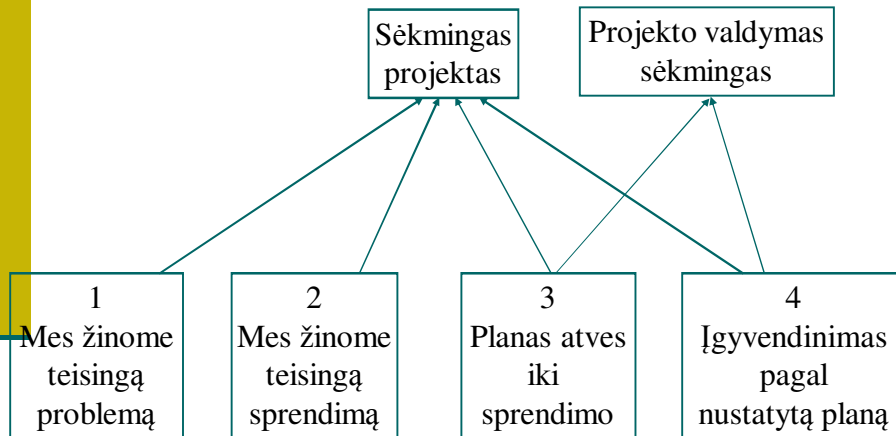 Sėkmingas
projektas
Projekto valdymas
sėkmingas
1
Mes žinome
teisingą
problemą
2
Mes žinome
teisingą
sprendimą
3
Planas atves
iki
sprendimo
4
Įgyvendinimas
pagal
nustatytą planą